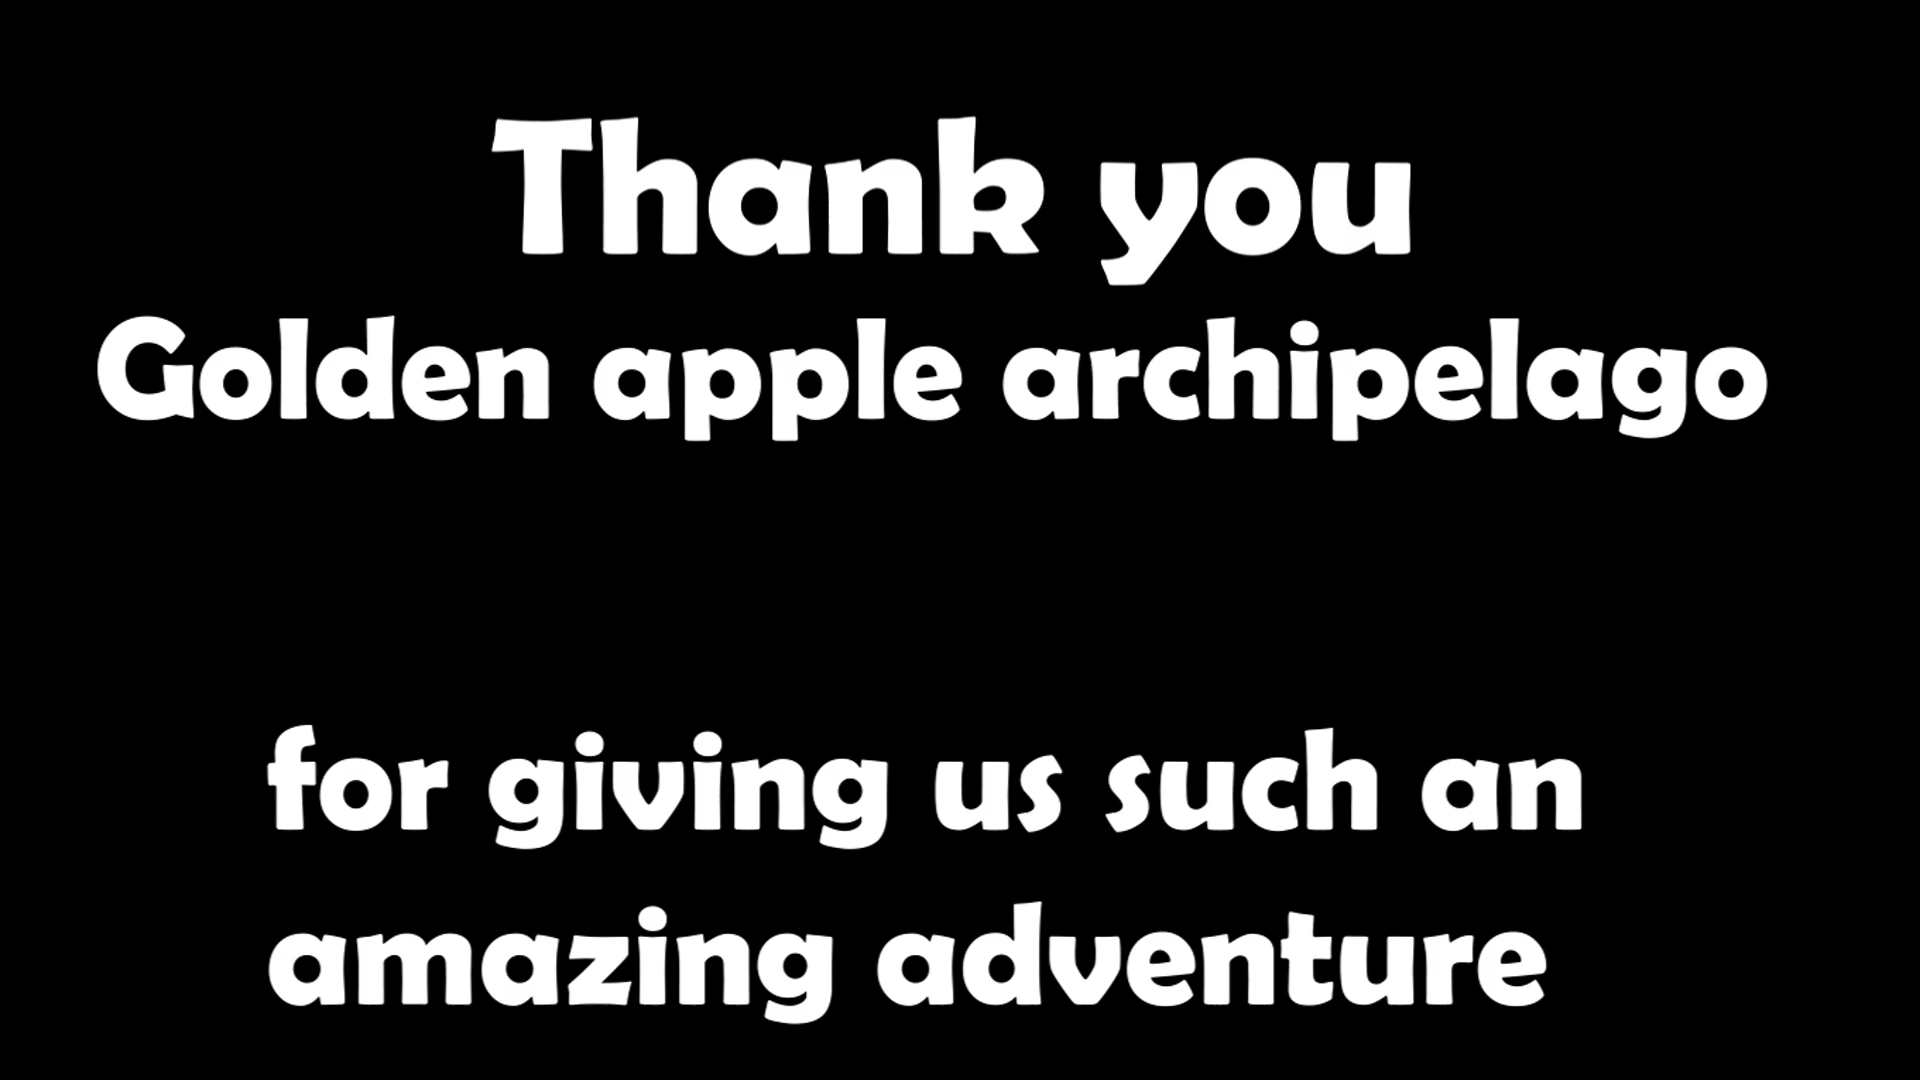 Thank you
Golden apple archipelago
for giving us such an
amazing adventure